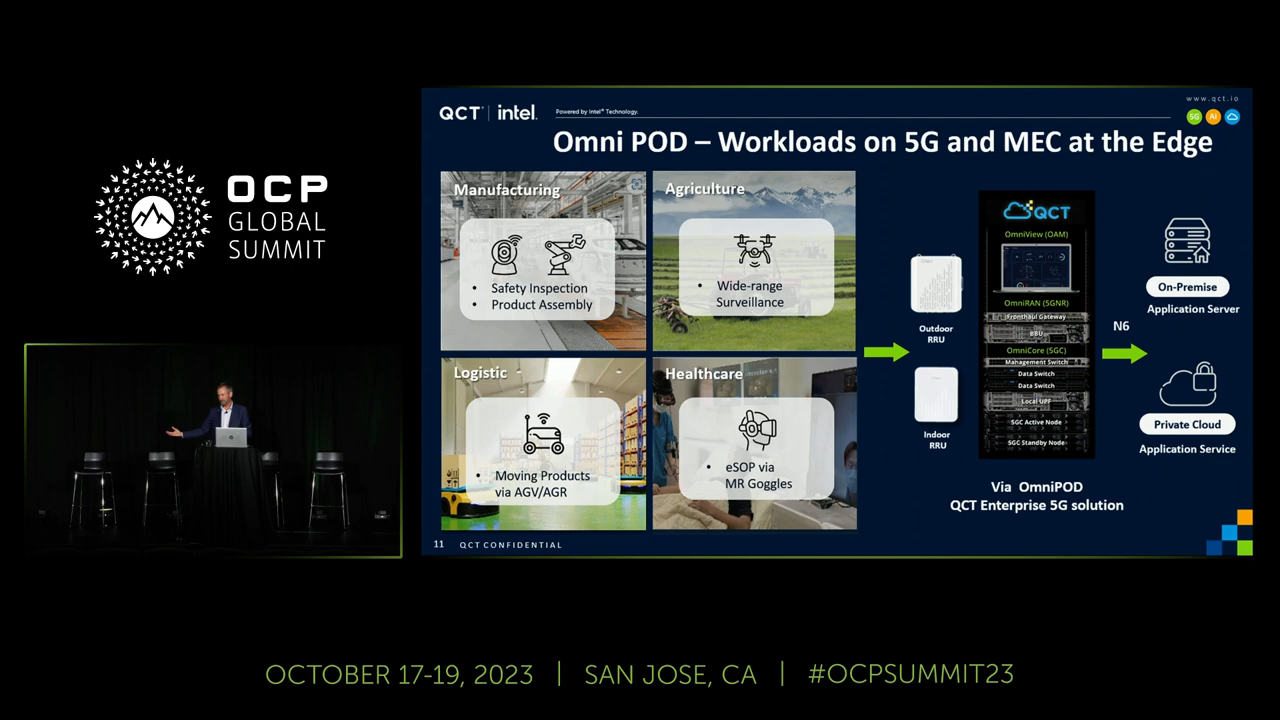 OCP
GLOBAL
SUMMIT
QCT | intel.
Powered by Intel® Technology.
www.qct.io
5G
AI
Omni POD – Workloads on 5G and MEC at the Edge
Manufacturing
• Safety Inspection
• Product Assembly
Agriculture
• Wide-range
Surveillance
Logistic
• Moving Products
via AGV/AGR
Healthcare
• eSOP via
MR Goggles
Outdoor
RRU
Indoor
RRU
QCT
OmniView (OAM)
OmniRAN (5GNR)
Fronthaul Gateway
BBU
OmniCore (5GC)
Management Switch
Data Switch
Data Switch
Local UPF
5GC Active Node
5GC Standby Node
N6
On-Premise
Application Server
Private Cloud
Application Service
Via OmniPOD
QCT Enterprise 5G solution
11 QCT CONFIDENTIAL
OCTOBER 17-19, 2023 | SAN JOSE, CA | #OCPSUMMIT23